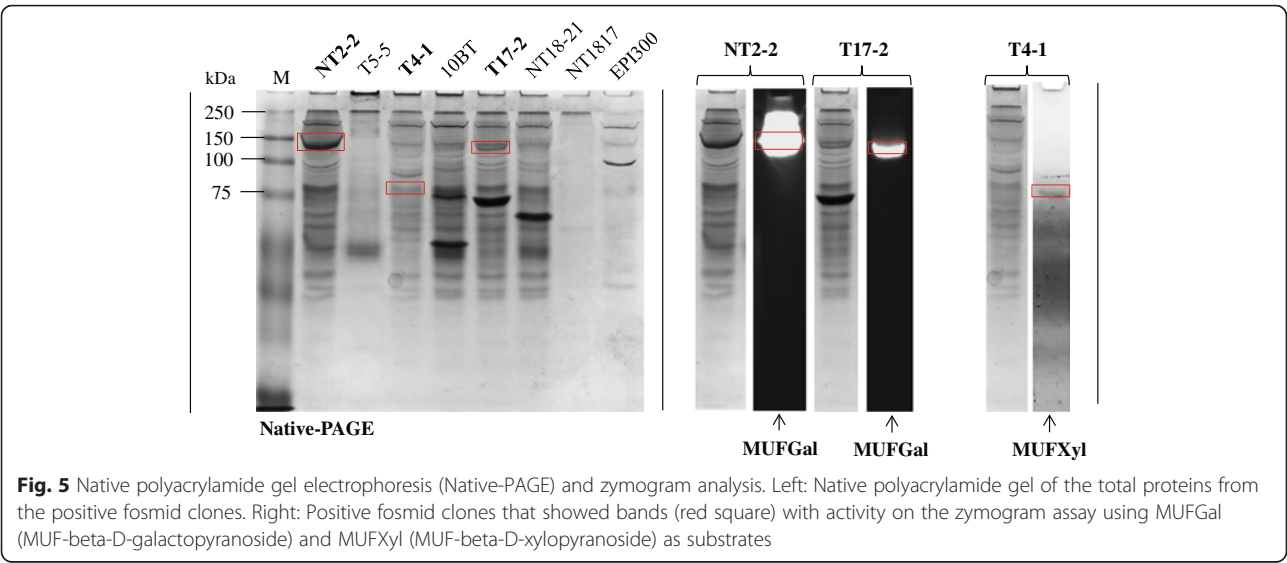 kDa M NT2-2 T5-5 T4-1 10BT T17-2 NT18-21 NT1817 EPI300
250
150
100
75
Native-PAGE
NT2-2 T17-2 T4-1
MUFGal MUFGal MUFXyl
Fig. 5 Native polyacrylamide gel electrophoresis (Native-PAGE) and zymogram analysis. Left: Native polyacrylamide gel of the total proteins from
the positive fosmid clones. Right: Positive fosmid clones that showed bands (red square) with activity on the zymogram assay using MUFGal
(MUF-beta-D-galactopyranoside) and MUFXyl (MUF-beta-D-xylopyranoside) as substrates